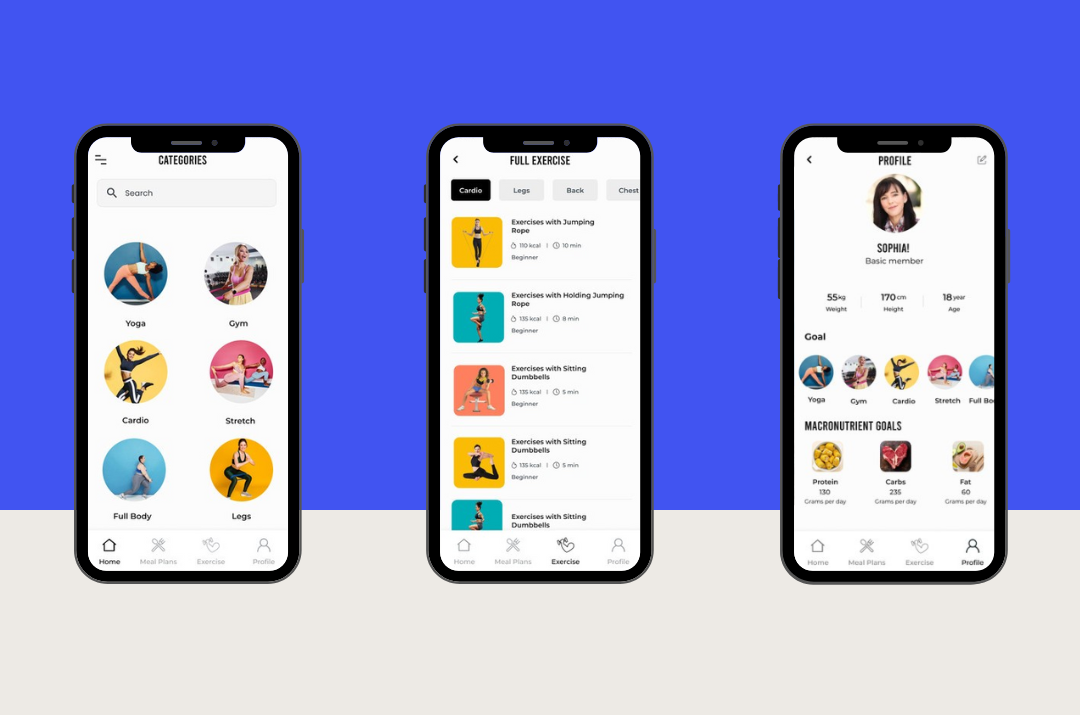 CATEGORIES
Search
Yoga
Gym
Cardio
Stretch
Full Body
Legs
Home
Meal Plans
Exercise
Profile
FULL EXERCISE
Cardio
Legs
Back
Chest
Exercises with Jumping
Rope
110 kcal | 10 min
Beginner
Exercises with Holding Jumping
Rope
135 kcal | 8 min
Beginner
Exercises with Sitting
Dumbbells
135 kcal | 5 min
Beginner
Exercises with Sitting
Dumbbells
135 kcal | 5 min
Beginner
Exercises with Sitting
Dumbbells
Home
Meal Plans
Exercise
Profile
PROFILE
SOPHIA!
Basic member
55kg
Weight
170cm
Height
18year
Age
Goal
Yoga
Gym
Cardio
Stretch
Full Bo
MACRONUTRIENT GOALS
Protein
130
Grams per day
Carbs
235
Grams per day
Fat
60
Grams per day
Home
Meal Plans
Exercise
Profile